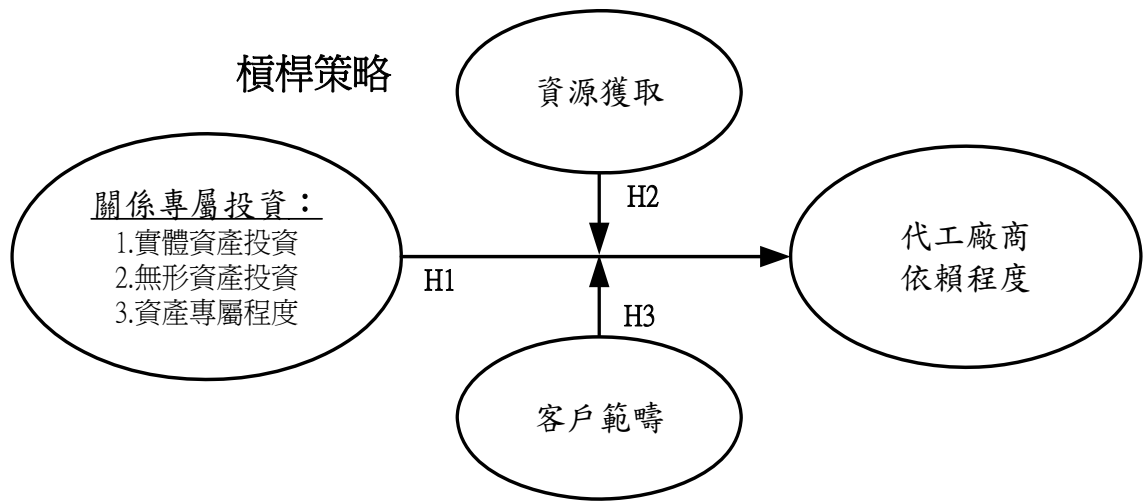 槓桿策略
資源獲取
關係專屬投資：
1.實體資產投資
2.無形資產投資
3.資產專屬程度
H1
H2
H3
代工廠商
依賴程度
客戶範疇